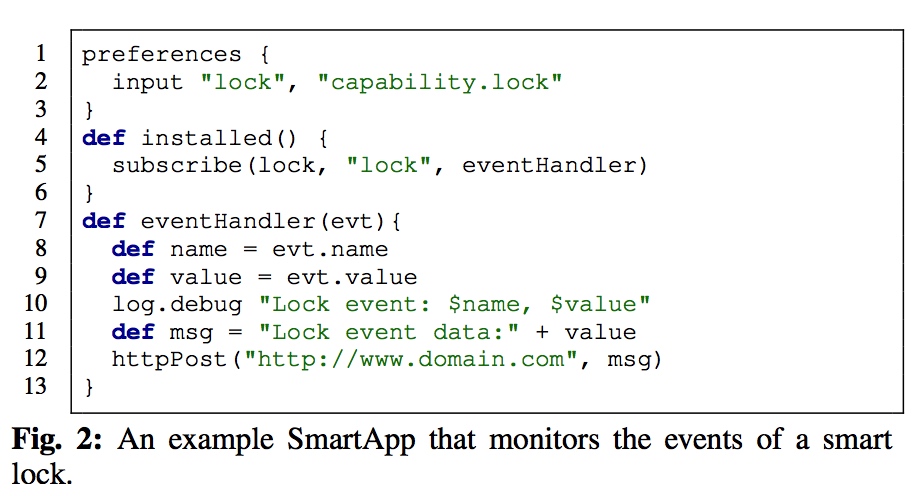 1 preferences {
2 input "lock", "capability.lock"
3 }
4 def installed() {
5 subscribe(lock, "lock", eventHandler)
6 }
7 def eventHandler(evt){
8 def name = evt.name
9 def value = evt.value
10 log.debug "Lock event: $name, $value"
11 def msg = "Lock event data:" + value
12 httpPost("http://www.domain.com", msg)
13 }
Fig. 2: An example SmartApp that monitors the events of a smart
lock.